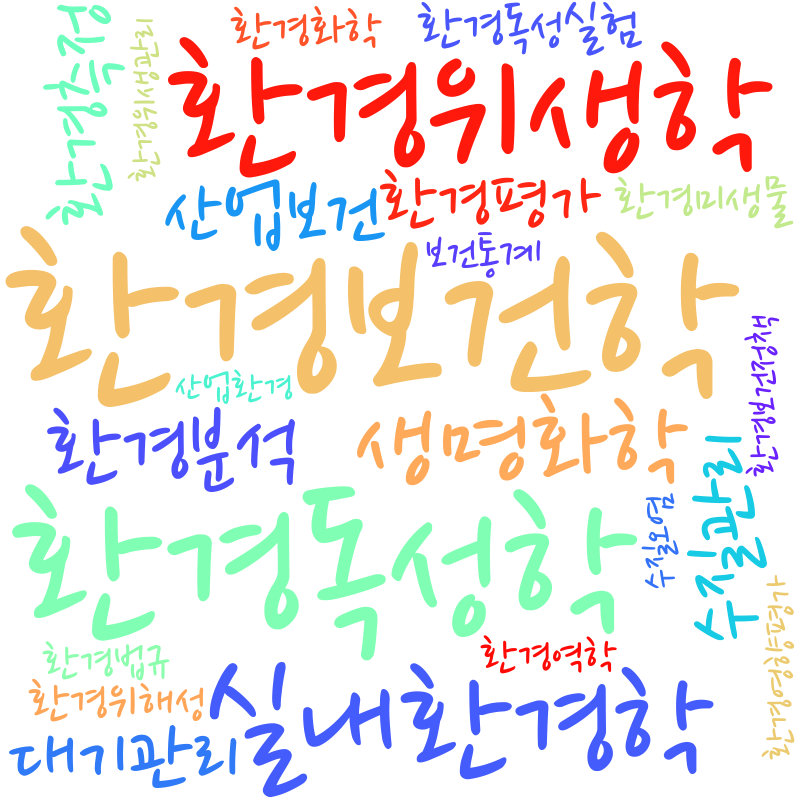 환경화학
환경독성실험
환경측정
환경위생관리
환경위생학
산업보건
환경평가
환경미생물
보건통계
환경보건학
산업환경
환경보건정책
환경분석
생명화학
수질관리
수질오염
환경독성학
환경영향평가
환경법규
환경역학
환경위해성
실내환경학
대기관리